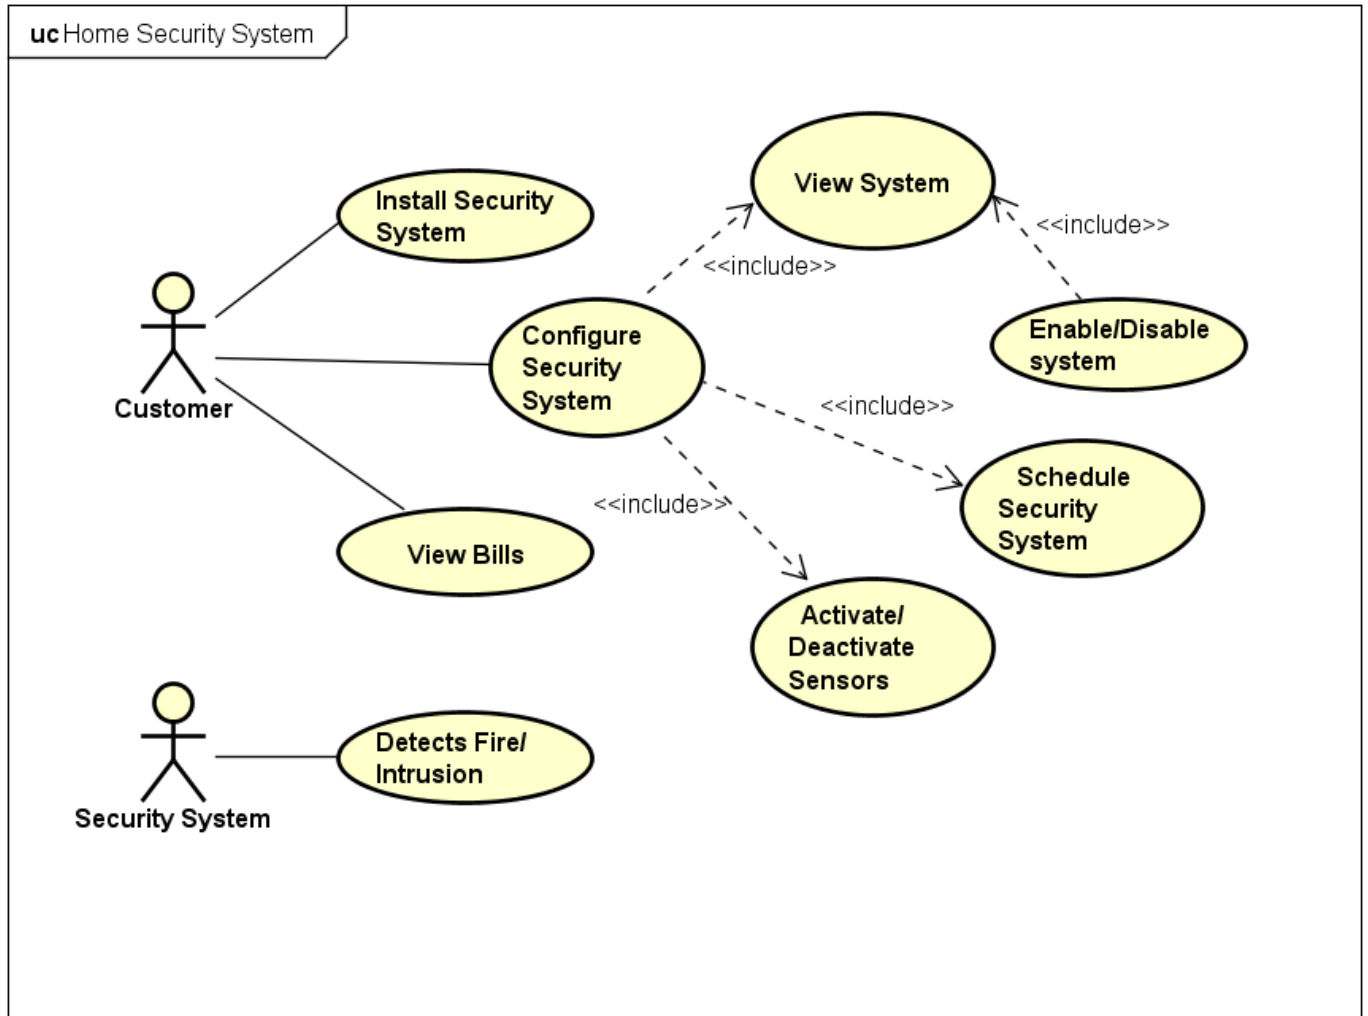 uc Home Security System
View System
Install Security
System
<<include>>
<<include>>
Configure
Security
System
Enable/Disable
system
Customer
<<include>>
Schedule
Security
System
<<include>>
View Bills
Activate/
Deactivate
Sensors
Detects Fire/
Intrusion
Security System